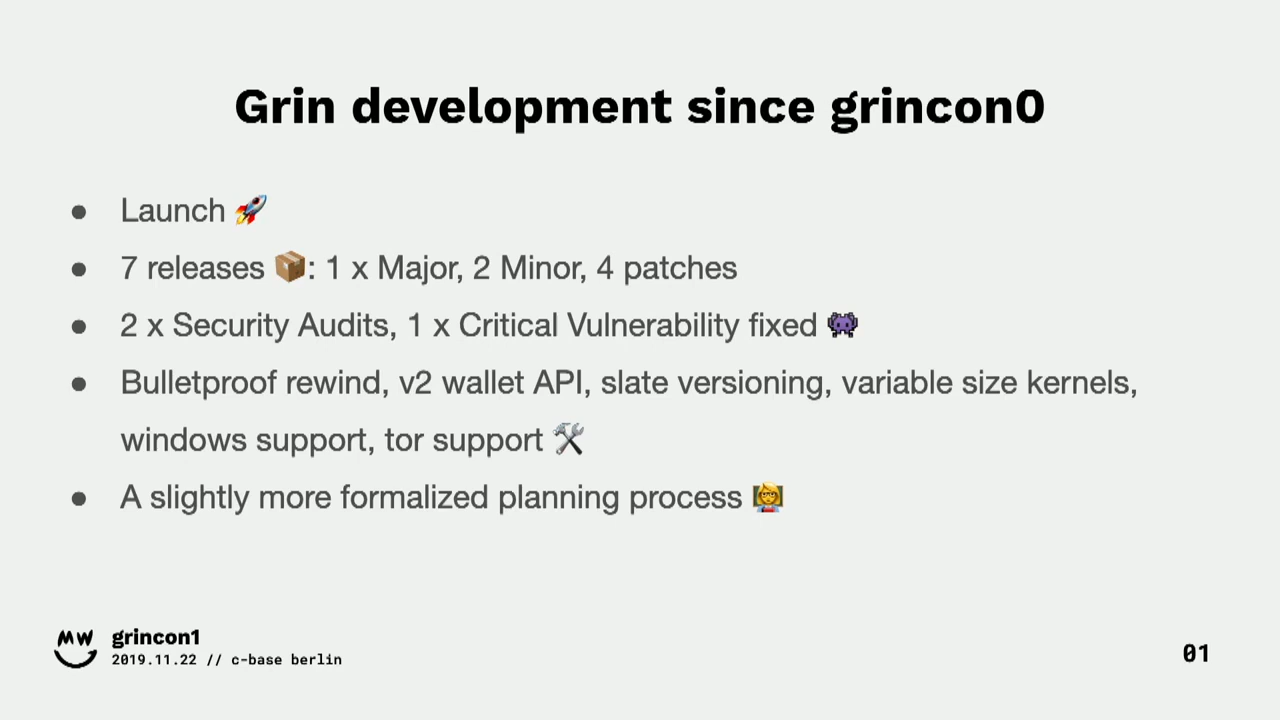 Grin development since grincon0
● Launch 🚀
● 7 releases 📦: 1 x Major, 2 Minor, 4 patches
● 2 x Security Audits, 1 x Critical Vulnerability fixed 👾
● Bulletproof rewind, v2 wallet API, slate versioning, variable size kernels,
windows support, tor support 🛠️
● A slightly more formalized planning process 👩‍🏫
MW
grincon1
2019.11.22 // c-base berlin
01